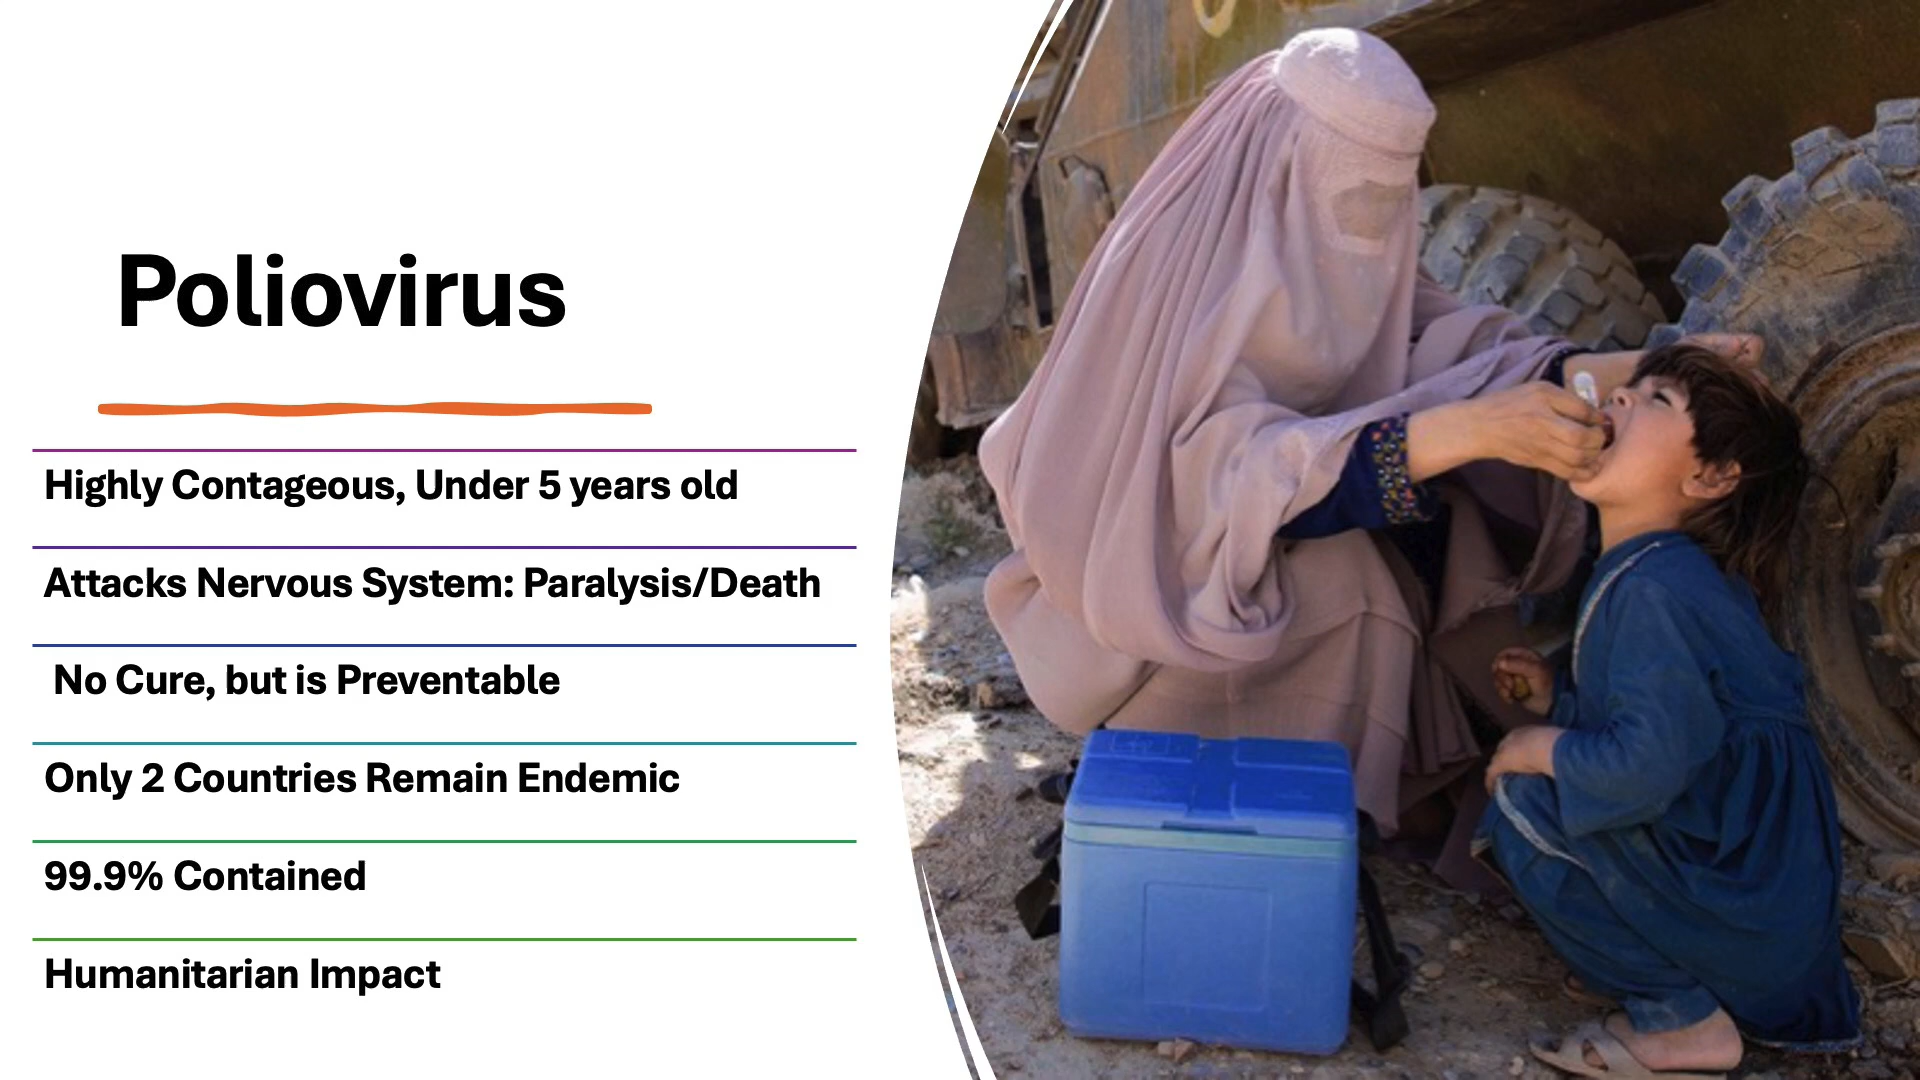 Poliovirus
Highly Contageous, Under 5 years old
Attacks Nervous System: Paralysis/Death
No Cure, but is Preventable
Only 2 Countries Remain Endemic
99.9% Contained
Humanitarian Impact